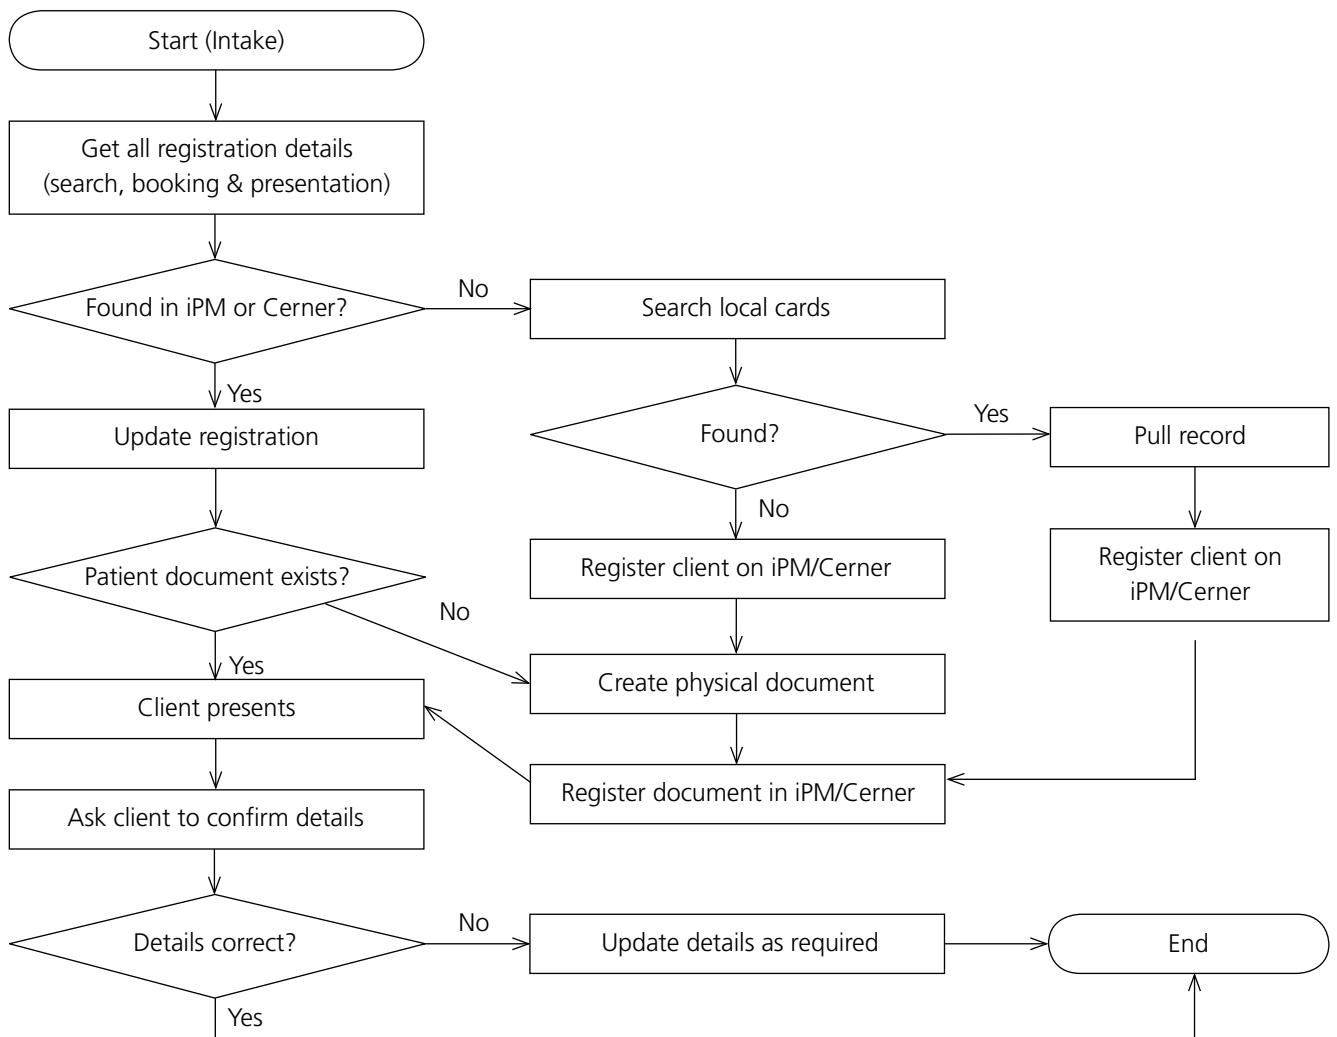 Start (Intake)
Get all registration details
(search, booking & presentation)
Found in iPM or Cerner?
No
Search local cards
Yes
Update registration
Found?
Yes
Pull record
No
Patient document exists?
Register client on iPM/Cerner
Register client on
iPM/Cerner
No
Yes
Create physical document
Client presents
Register document in iPM/Cerner
Ask client to confirm details
Details correct?
No
Update details as required
End
Yes